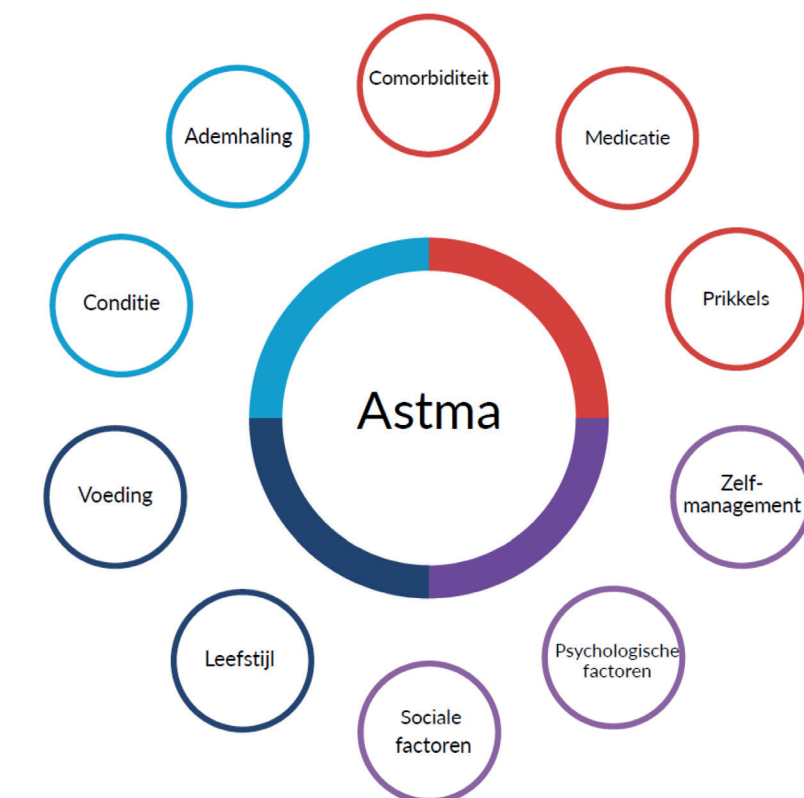 Comorbiditeit
Ademhaling
Medicatie
Conditie
Prikkels
Astma
Voeding
Zelf-
management
Leefstijl
Psychologische
factoren
Sociale
factoren